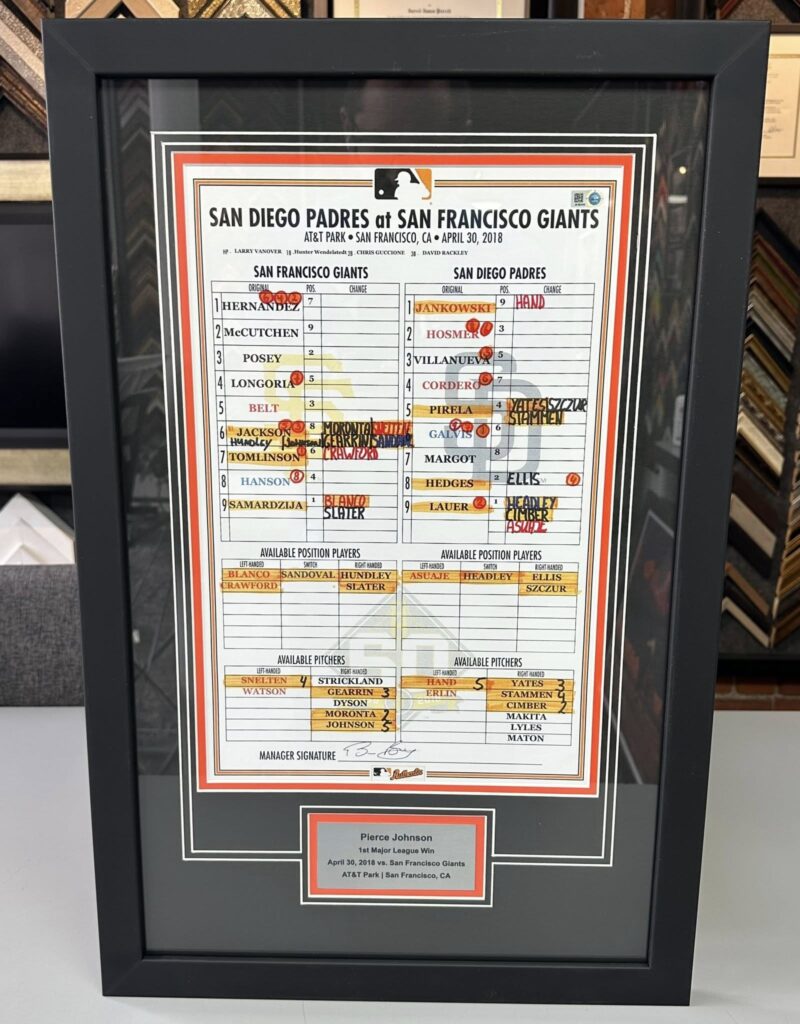 SAN DIEGO PADRES at SAN FRANCISCO GIANTS
AT&T PARK • SAN FRANCISCO, CA • APRIL 30, 2018
HP. LARRY VANOVER 1B .Hunter Wendelstedt 2B . CHRIS GUCCIONE 3B . DAVID RACKLEY
SAN FRANCISCO GIANTS
ORIGINAL POS. CHANGE
1 HERNANDEZ 7
2 McCUTCHEN 9
3 POSEY 2
4 LONGORIA 5
5 BELT 3
6 JACKSON 8 MORONTA SNELTEN
HUNDLEY JOHNSON GEARRIN SANDOVAL
7 TOMLINSON 6 CRAWFORD
8 HANSON 8 4
9 SAMARDZIJA 1 BLANCO
SLATER
SAN DIEGO PADRES
ORIGINAL POS. CHANGE
1 JANKOWSKI 9 HAND
2 HOSMER 3
3 VILLANUEVA 5
4 CORDERO 7
5 PIRELA 4 YATES SZCZUR
STAMMEN
6 GALVIS 6
7 MARGOT 8
8 HEDGES 2 ELLIS
9 LAUER 1 HEADLEY
CIMBER
ASUAJE
AVAILABLE POSITION PLAYERS
LEFT-HANDED SWITCH RIGHT-HANDED
BLANCO SANDOVAL HUNDLEY
CRAWFORD SLATER
AVAILABLE POSITION PLAYERS
LEFT-HANDED SWITCH RIGHT-HANDED
ASUAJE HEADLEY ELLIS
SZCZUR
AVAILABLE PITCHERS
LEFT-HANDED RIGHT-HANDED
SNELTEN 4 STRICKLAND
WATSON GEARRIN 3
DYSON
MORONTA 2
JOHNSON 5
AVAILABLE PITCHERS
LEFT-HANDED RIGHT-HANDED
HAND 5 YATES 3
ERLIN STAMMEN 4
CIMBER 2
MAKITA
LYLES
MATON
MANAGER SIGNATURE
Authentic
Pierce Johnson
1st Major League Win
April 30, 2018 vs. San Francisco Giants
AT&T Park | San Francisco, CA